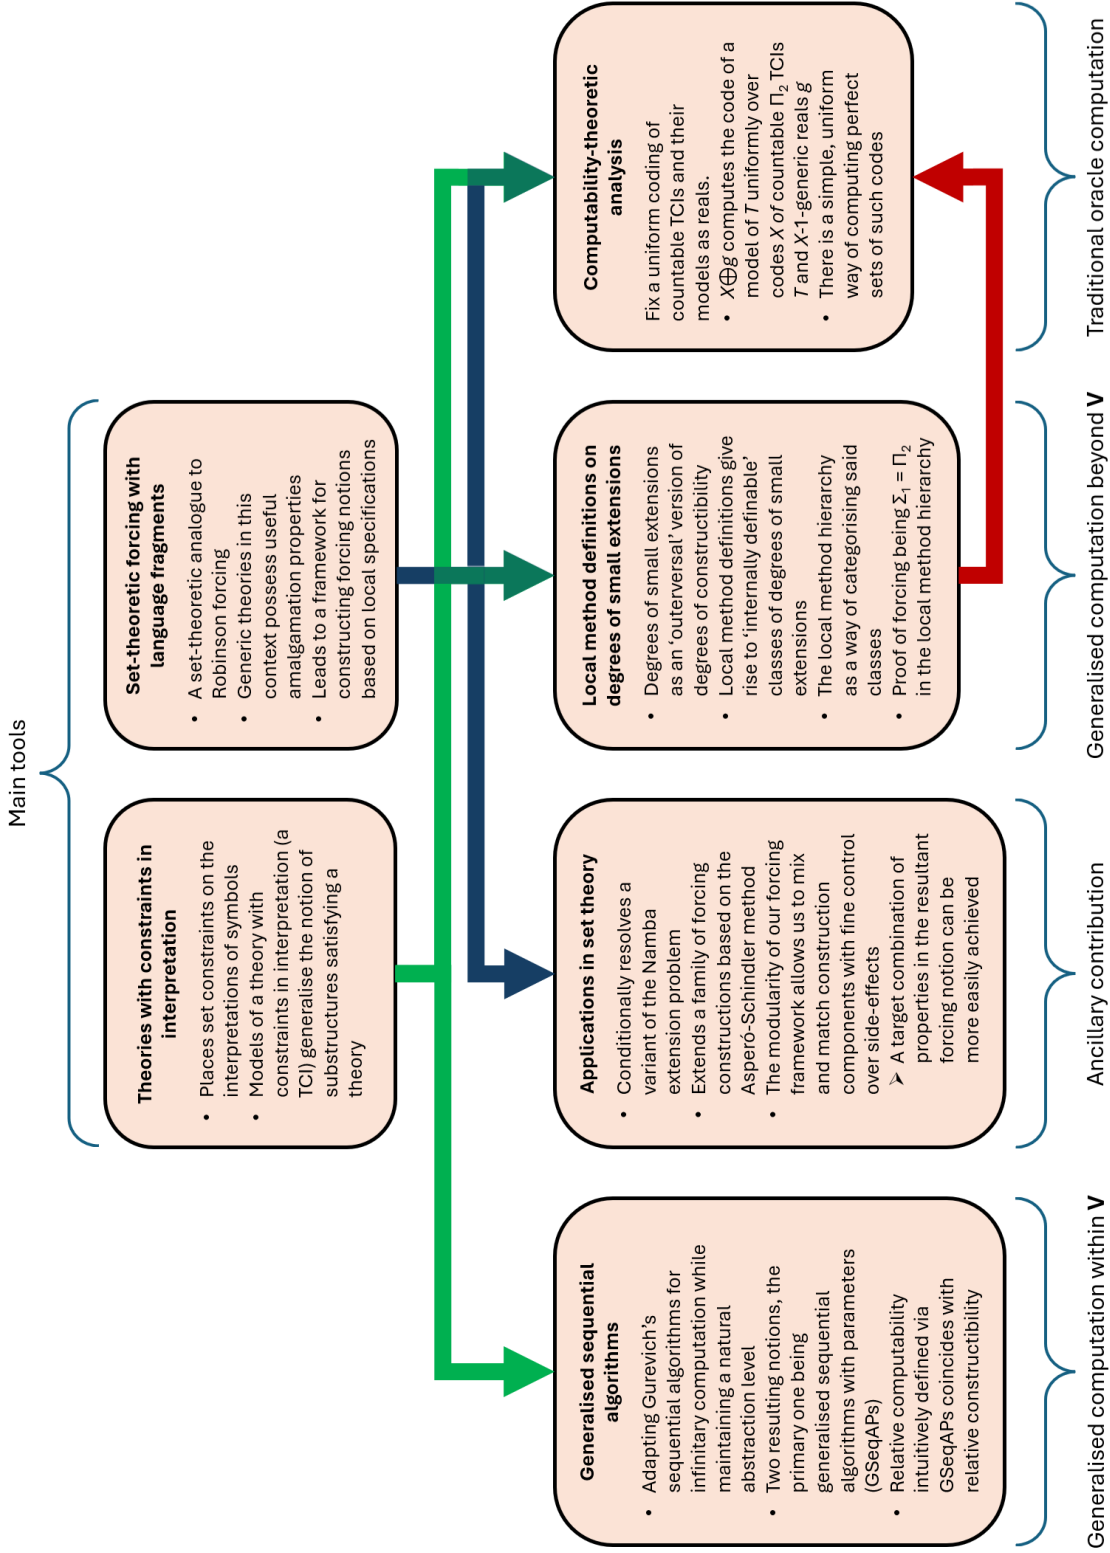 Main tools
Theories with constraints in
interpretation
• Places set constraints on the
interpretations of symbols
• Models of a theory with
constraints in interpretation (a
TCI) generalise the notion of
substructures satisfying a
theory
Set-theoretic forcing with
language fragments
• A set-theoretic analogue to
Robinson forcing
• Generic theories in this
context possess useful
amalgamation properties
• Leads to a framework for
constructing forcing notions
based on local specifications
Generalised sequential
algorithms
• Adapting Gurevich's
sequential algorithms for
infinitary computation while
maintaining a natural
abstraction level
• Two resulting notions, the
primary one being
generalised sequential
algorithms with parameters
(GSeqAPs)
• Relative computability
intuitively defined via
GSeqAPs coincides with
relative constructibility
Applications in set theory
• Conditionally resolves a
variant of the Namba
extension problem
• Extends a family of forcing
constructions based on the
Asperó-Schindler method
• The modularity of our forcing
framework allows us to mix
and match construction
components with fine control
over side-effects
➢ A target combination of
properties in the resultant
forcing notion can be
more easily achieved
Local method definitions on
degrees of small extensions
• Degrees of small extensions
as an 'outerversal' version of
degrees of constructibility
• Local method definitions give
rise to 'internally definable'
classes of degrees of small
extensions
• The local method hierarchy
as a way of categorising said
classes
• Proof of forcing being Σ₁ = Π₂
in the local method hierarchy
Computability-theoretic
analysis
Fix a uniform coding of
countable TCIs and their
models as reals.
• X⊕g computes the code of a
model of T uniformly over
codes X of countable Π₂ TCIs
T and X-1-generic reals g
• There is a simple, uniform
way of computing perfect
sets of such codes
Generalised computation within V
Ancillary contribution
Generalised computation beyond V
Traditional oracle computation